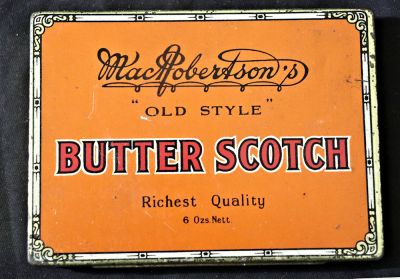 MacRobertson's
"OLD STYLE"
BUTTER SCOTCH
Richest Quality
6 Ozs. Nett.